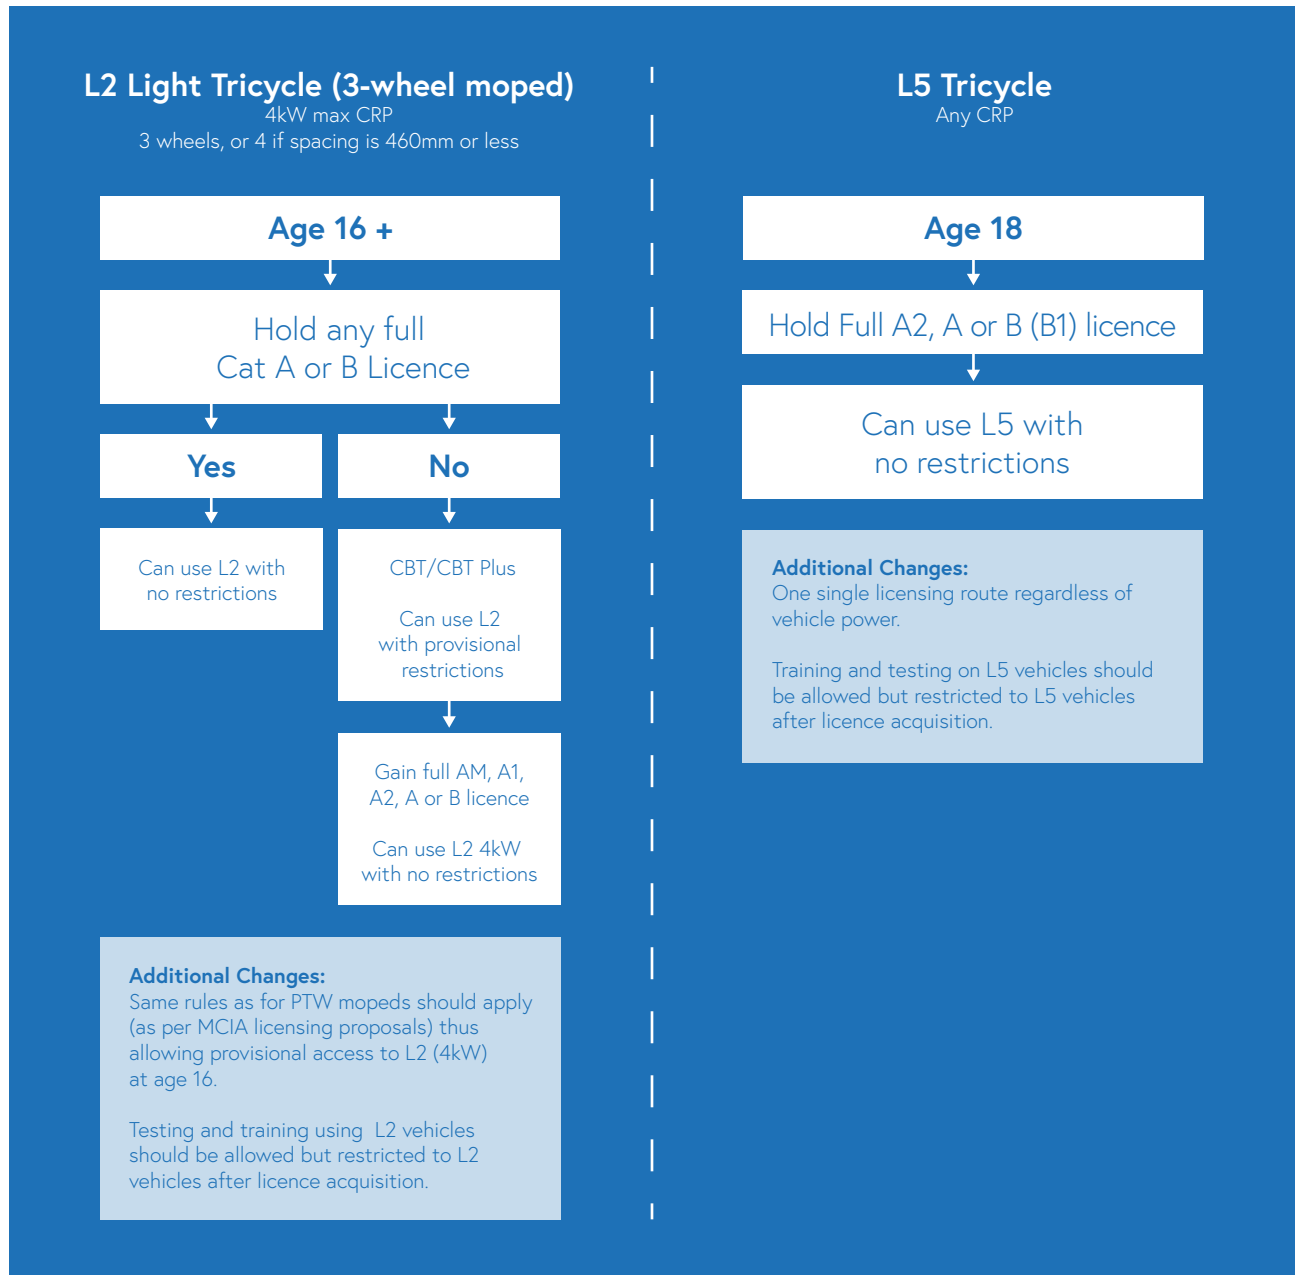 L2 Light Tricycle (3-wheel moped)
4kW max CRP
3 wheels, or 4 if spacing is 460mm or less
Age 16 +
Hold any full
Cat A or B Licence
Yes
No
Can use L2 with
no restrictions
CBT/CBT Plus
Can use L2
with provisional
restrictions
Gain full AM, A1,
A2, A or B licence
Can use L2 4kW
with no restrictions
Additional Changes:
Same rules as for PTW mopeds should apply
(as per MCIA licensing proposals) thus
allowing provisional access to L2 (4kW)
at age 16.
Testing and training using L2 vehicles
should be allowed but restricted to L2
vehicles after licence acquisition.
L5 Tricycle
Any CRP
Age 18
Hold Full A2, A or B (B1) licence
Can use L5 with
no restrictions
Additional Changes:
One single licensing route regardless of
vehicle power.
Training and testing on L5 vehicles should
be allowed but restricted to L5 vehicles
after licence acquisition.